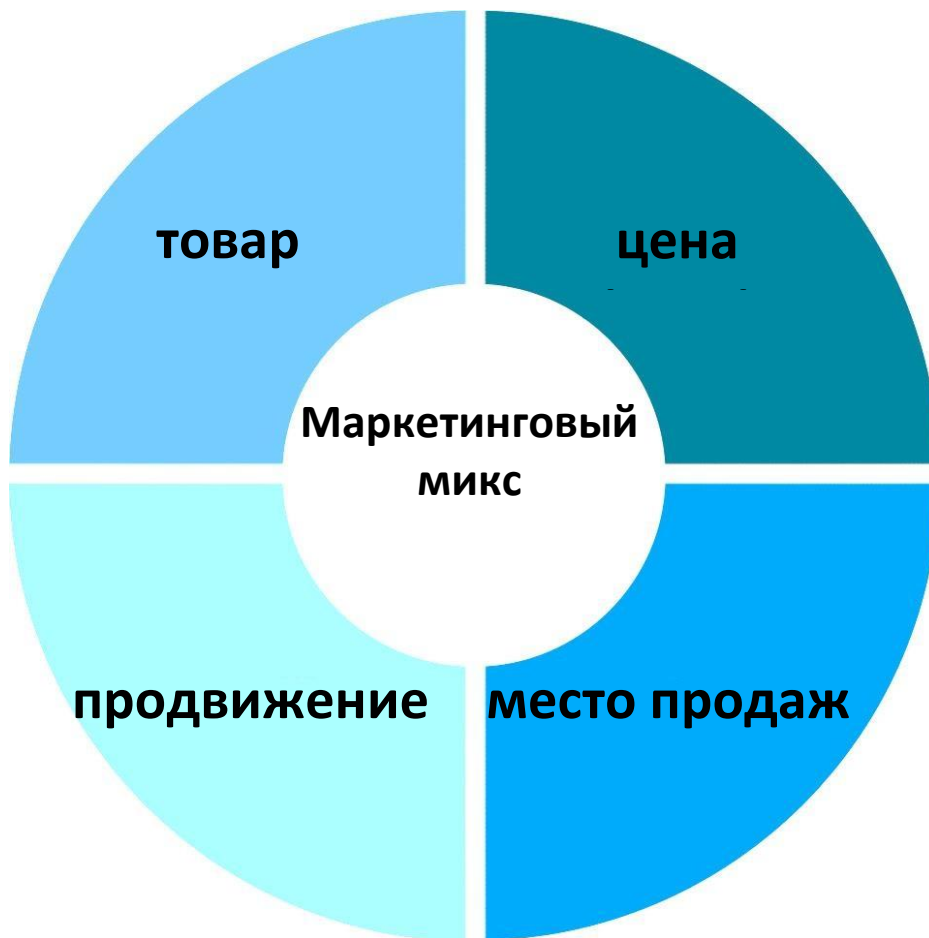 товар
цена
Маркетинговый
микс
продвижение
место продаж